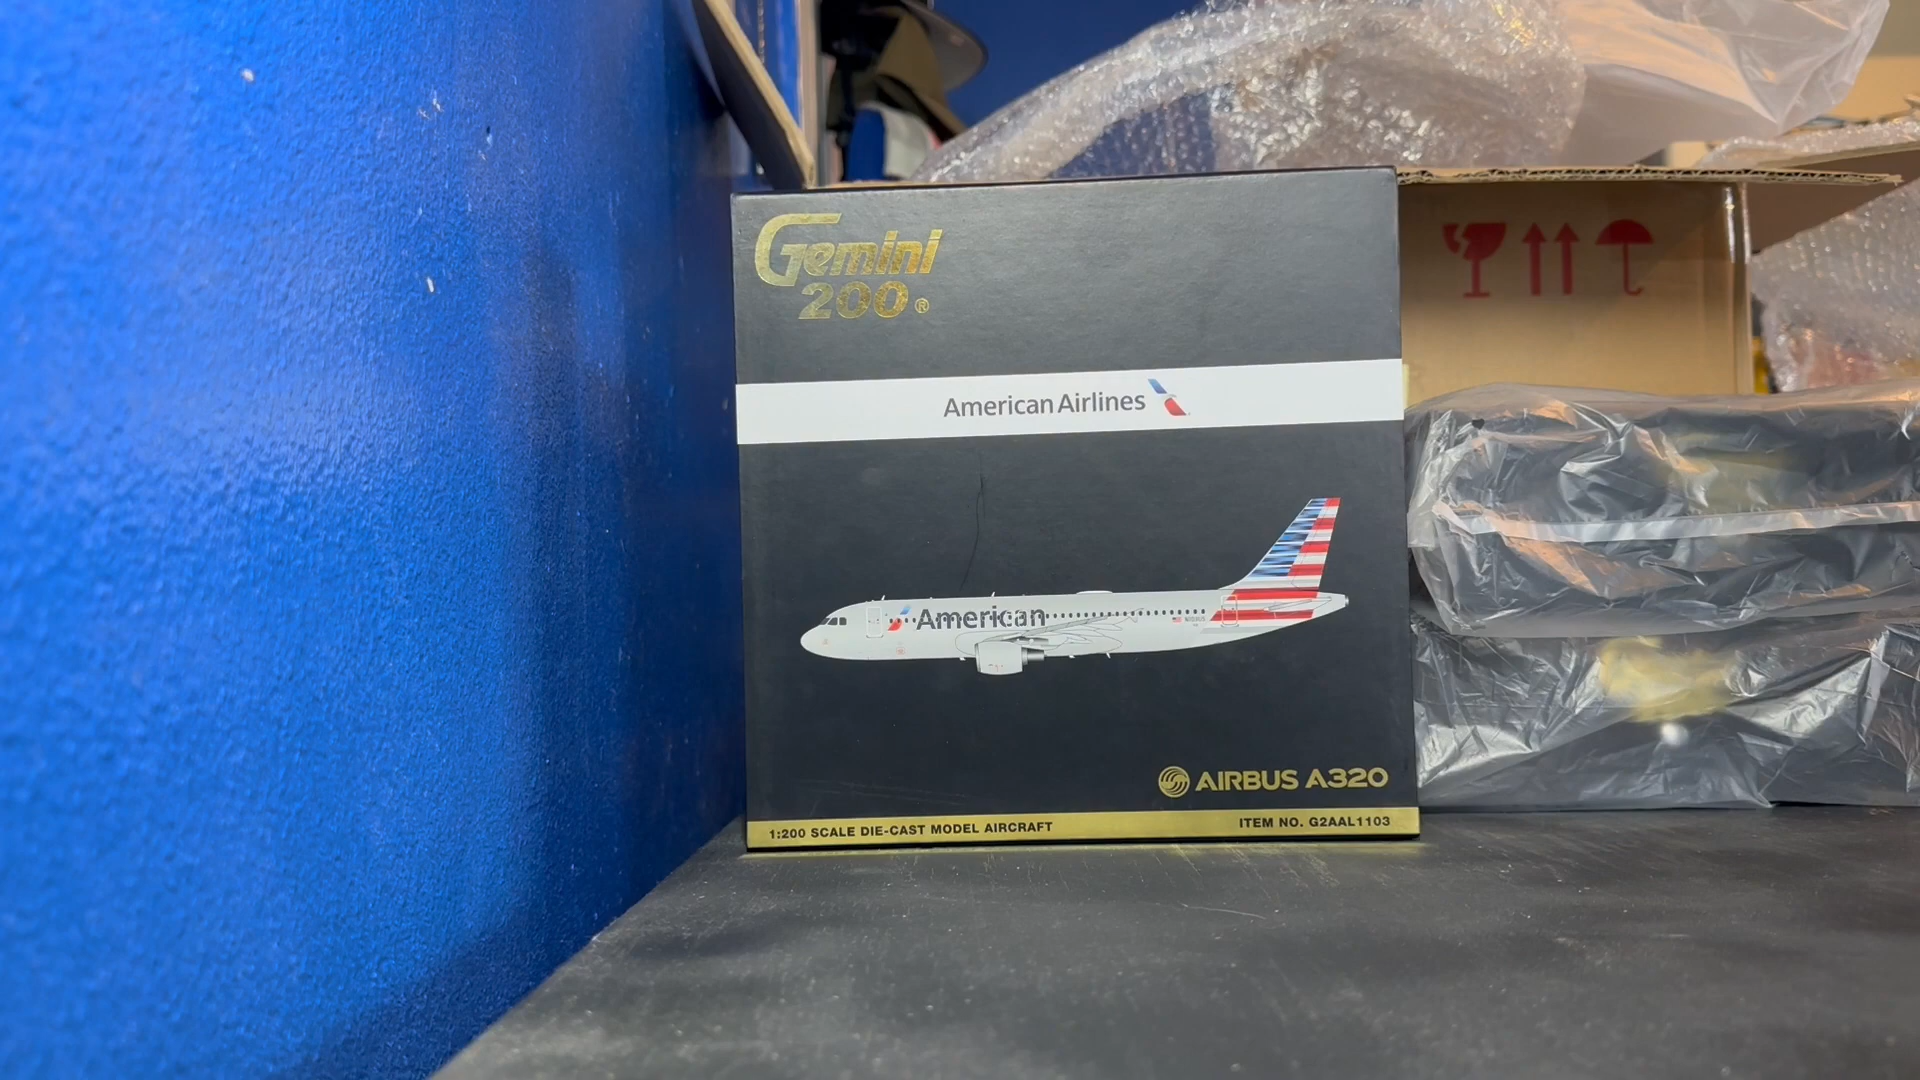 Gemini
200®
American Airlines
American
AIRBUS A320
1:200 SCALE DIE-CAST MODEL AIRCRAFT
ITEM NO. G2AAL1103